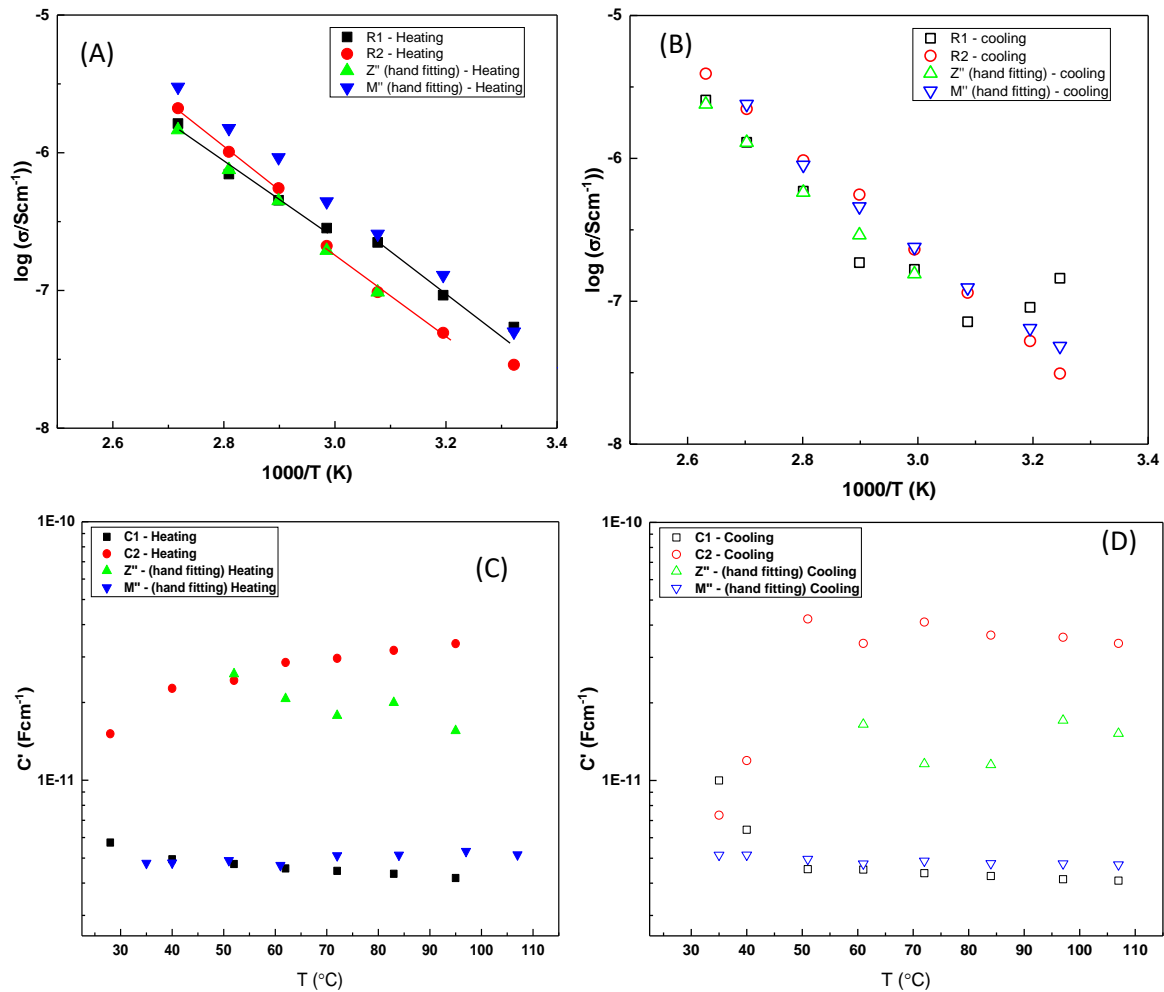 (A)
R1 - Heating
R2 - Heating
Z'' (hand fitting) - Heating
M'' (hand fitting) - Heating
-5
-6
-7
-8
log (σ/Scm-1))
2.6 2.8 3.0 3.2 3.4
1000/T (K)
(B)
R1 - cooling
R2 - cooling
Z'' (hand fitting) - cooling
M'' (hand fitting) - cooling
-5
-6
-7
-8
log (σ/Scm-1))
2.6 2.8 3.0 3.2 3.4
1000/T (K)
(C)
C1 - Heating
C2 - Heating
Z'' - (hand fitting) Heating
M'' - (hand fitting) Heating
1E-10
1E-11
C' (Fcm-1)
30 40 50 60 70 80 90 100 110
T (°C)
(D)
C1 - Cooling
C2 - Cooling
Z'' - (hand fitting) Cooling
M'' - (hand fitting) Cooling
1E-10
1E-11
C' (Fcm-1)
30 40 50 60 70 80 90 100 110
T (°C)